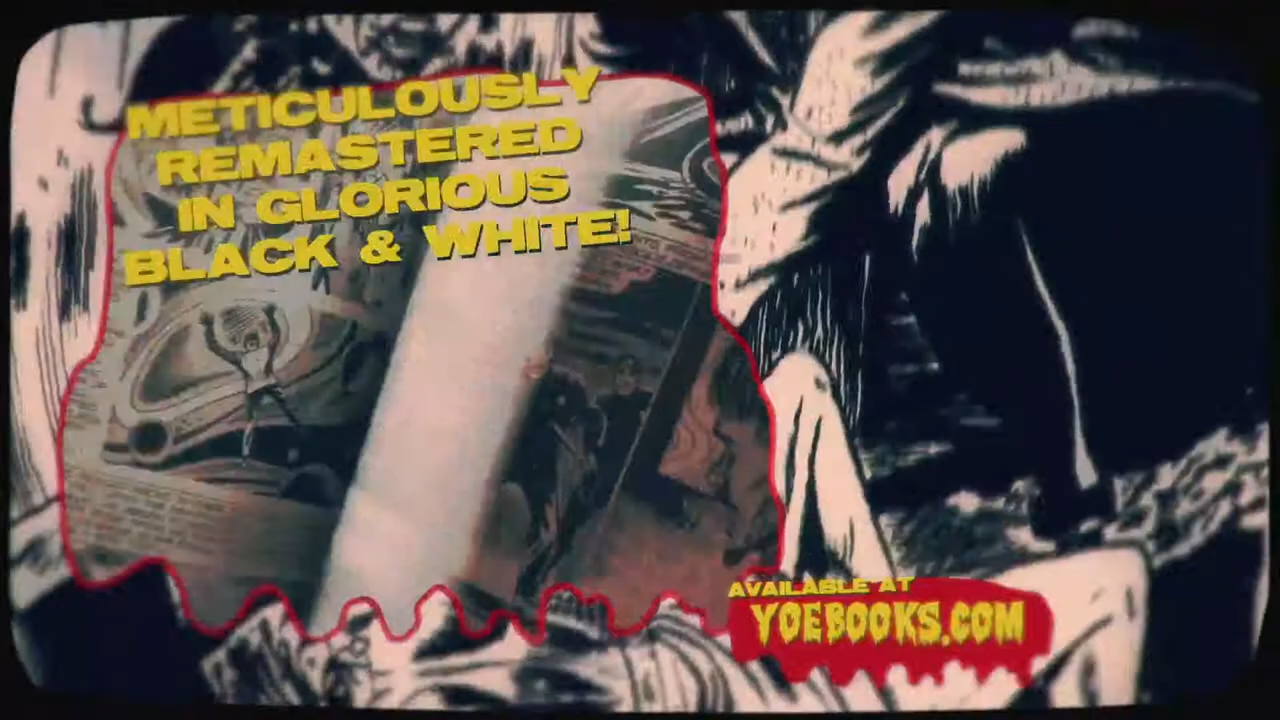 METICULOUSLY
REMASTERED
IN GLORIOUS
BLACK & WHITE!
AVAILABLE AT
YOEBOOKS.COM